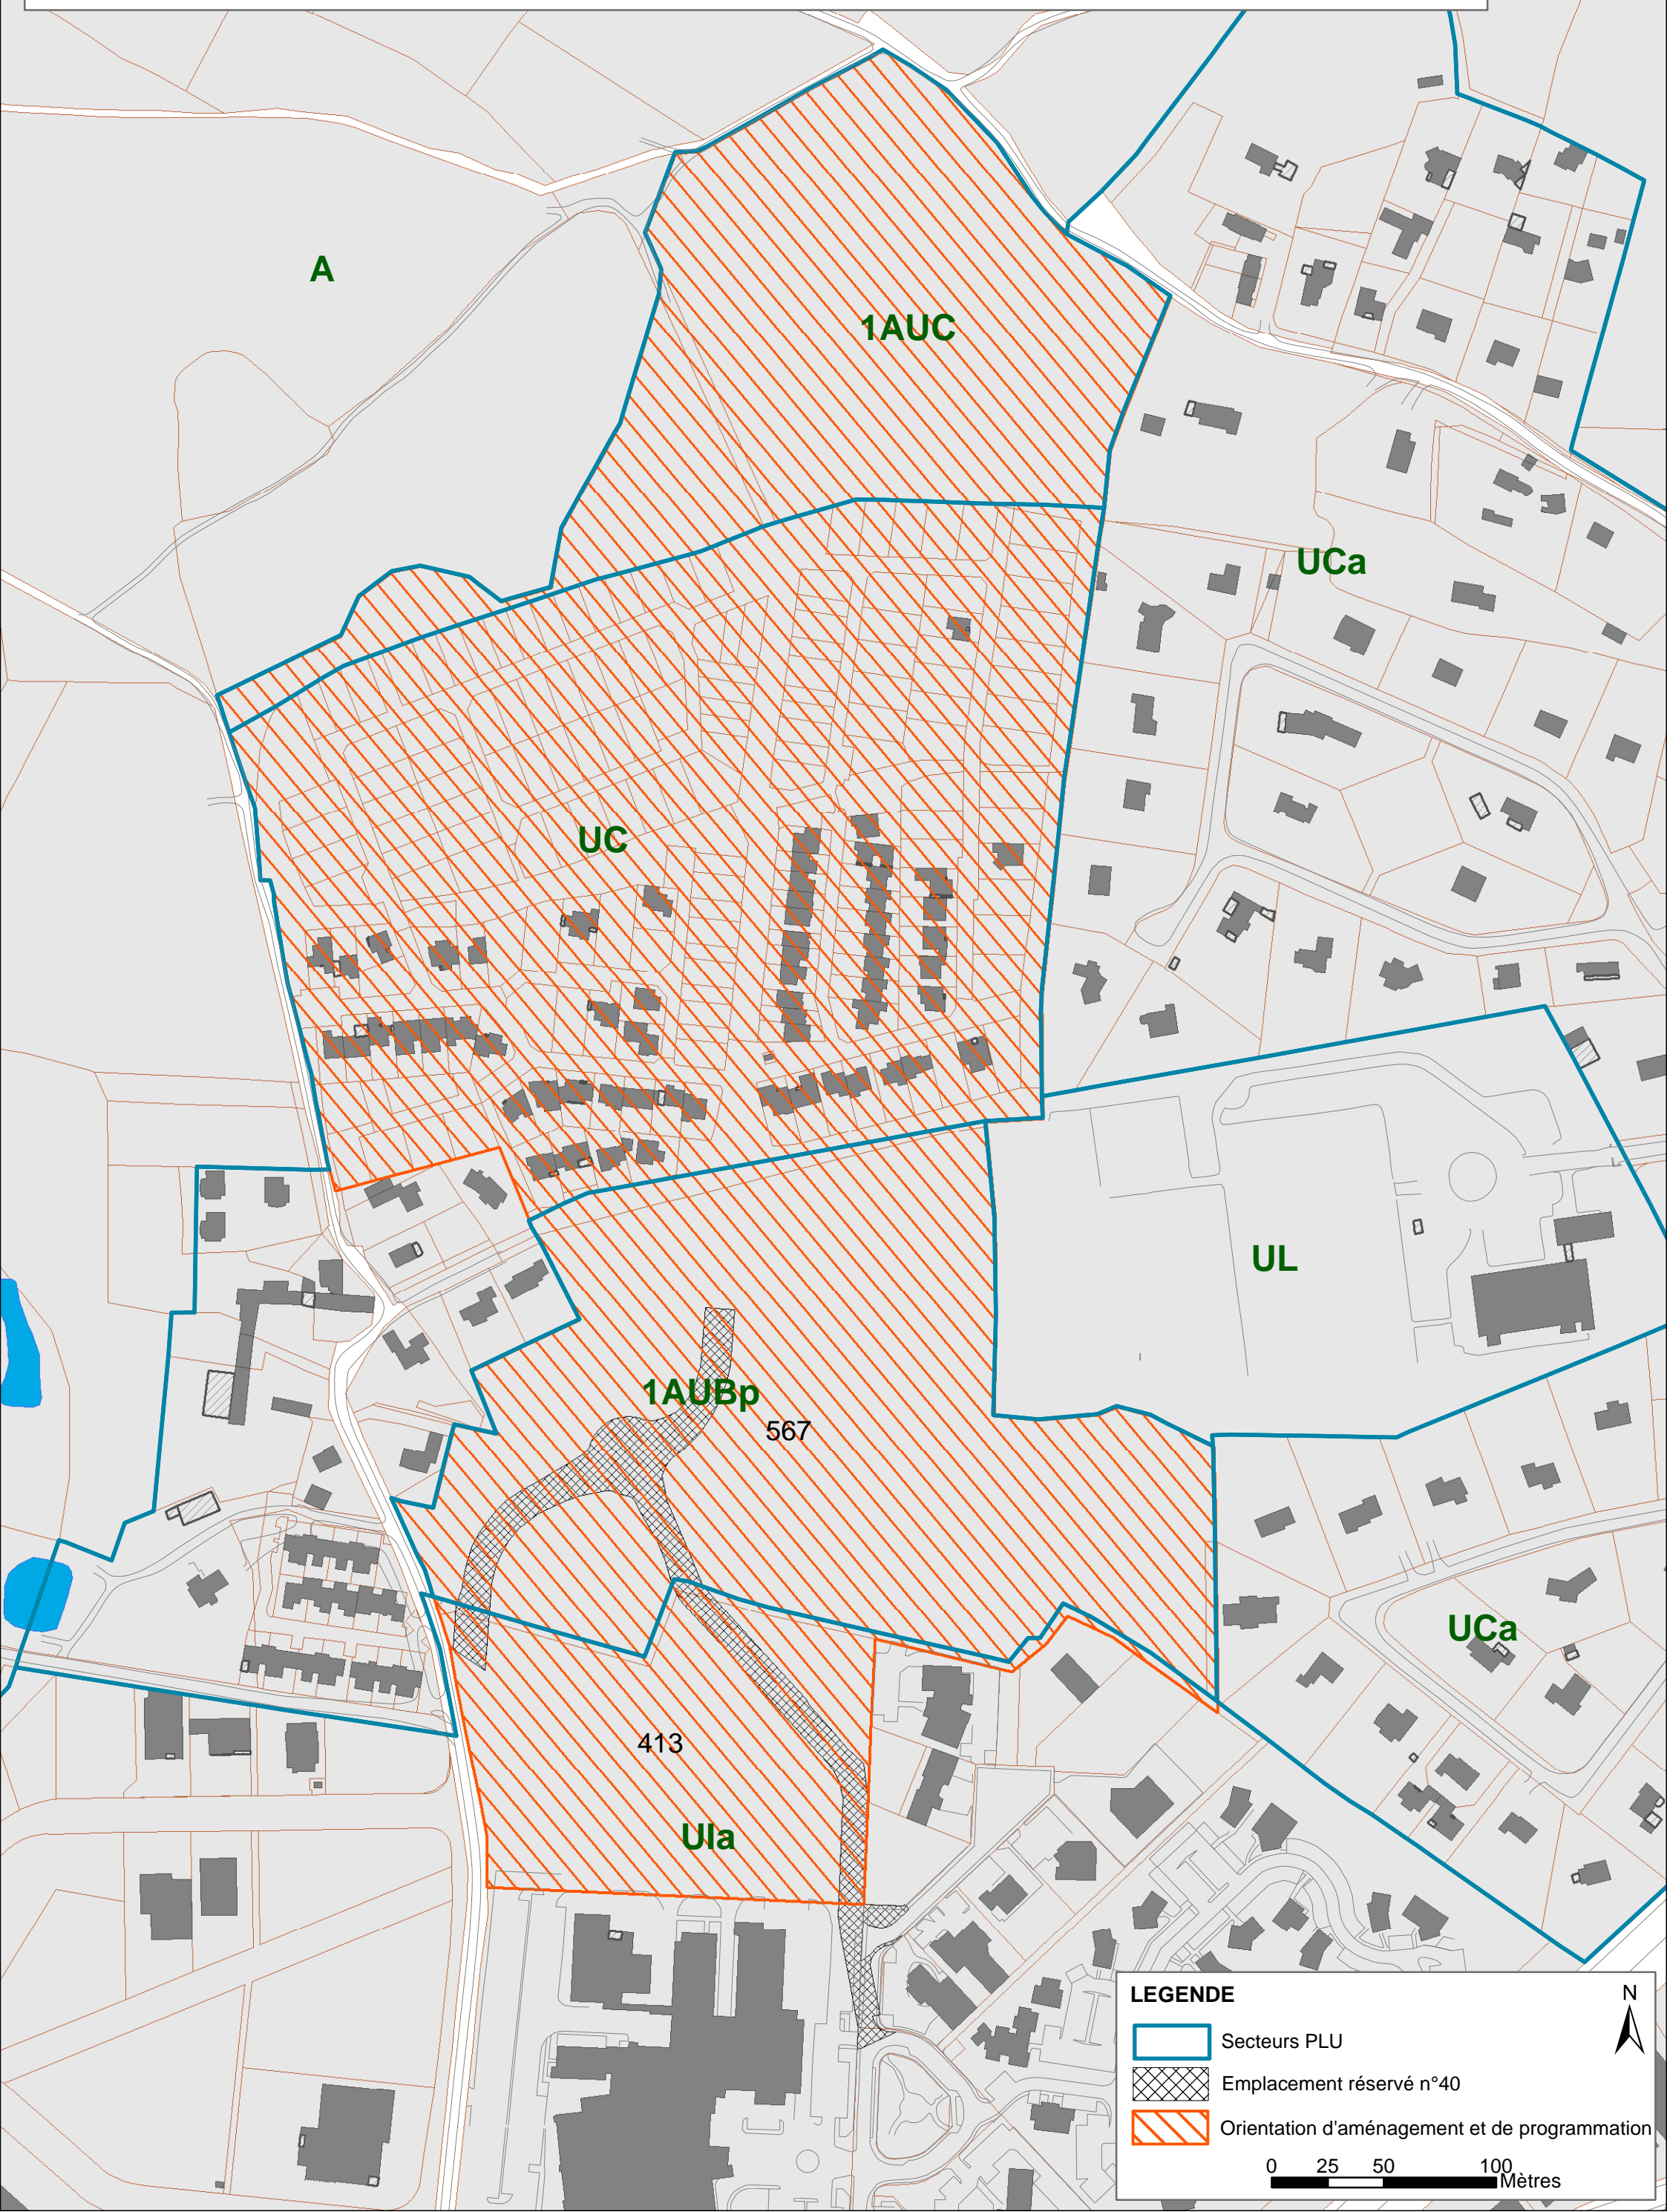 A
1AUC
UCa
UC
UL
1AUBp
567
UCa
413
UIa
LEGENDE
N
Secteurs PLU
Emplacement réservé n°40
Orientation d'aménagement et de programmation
0 25 50 100
Mètres